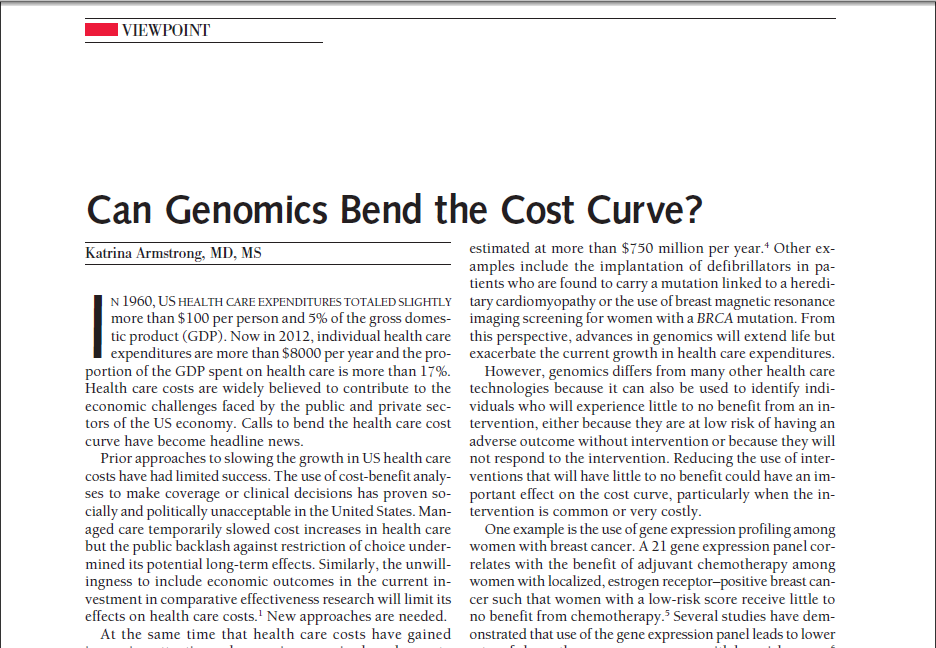 VIEWPOINT
Can Genomics Bend the Cost Curve?
Katrina Armstrong, MD, MS
IN 1960, US HEALTH CARE EXPENDITURES TOTALED SLIGHTLY
more than $100 per person and 5% of the gross domes-
tic product (GDP). Now in 2012, individual health care
expenditures are more than $8000 per year and the pro-
portion of the GDP spent on health care is more than 17%.
Health care costs are widely believed to contribute to the
economic challenges faced by the public and private sec-
tors of the US economy. Calls to bend the health care cost
curve have become headline news.
Prior approaches to slowing the growth in US health care
costs have had limited success. The use of cost-benefit analy-
ses to make coverage or clinical decisions has proven so-
cially and politically unacceptable in the United States. Man-
aged care temporarily slowed cost increases in health care
but the public backlash against restriction of choice under-
mined its potential long-term effects. Similarly, the unwill-
ingness to include economic outcomes in the current in-
vestment in comparative effectiveness research will limit its
effects on health care costs.¹ New approaches are needed.
At the same time that health care costs have gained
estimated at more than $750 million per year.⁴ Other ex-
amples include the implantation of defibrillators in pa-
tients who are found to carry a mutation linked to a heredi-
tary cardiomyopathy or the use of breast magnetic resonance
imaging screening for women with a BRCA mutation. From
this perspective, advances in genomics will extend life but
exacerbate the current growth in health care expenditures.
However, genomics differs from many other health care
technologies because it can also be used to identify indi-
viduals who will experience little to no benefit from an in-
tervention, either because they are at low risk of having an
adverse outcome without intervention or because they will
not respond to the intervention. Reducing the use of inter-
ventions that will have little to no benefit could have an im-
portant effect on the cost curve, particularly when the in-
tervention is common or very costly.
One example is the use of gene expression profiling among
women with breast cancer. A 21 gene expression panel cor-
relates with the benefit of adjuvant chemotherapy among
women with localized, estrogen receptor–positive breast can-
cer such that women with a low-risk score receive little to
no benefit from chemotherapy.⁵ Several studies have dem-
onstrated that use of the gene expression panel leads to lower